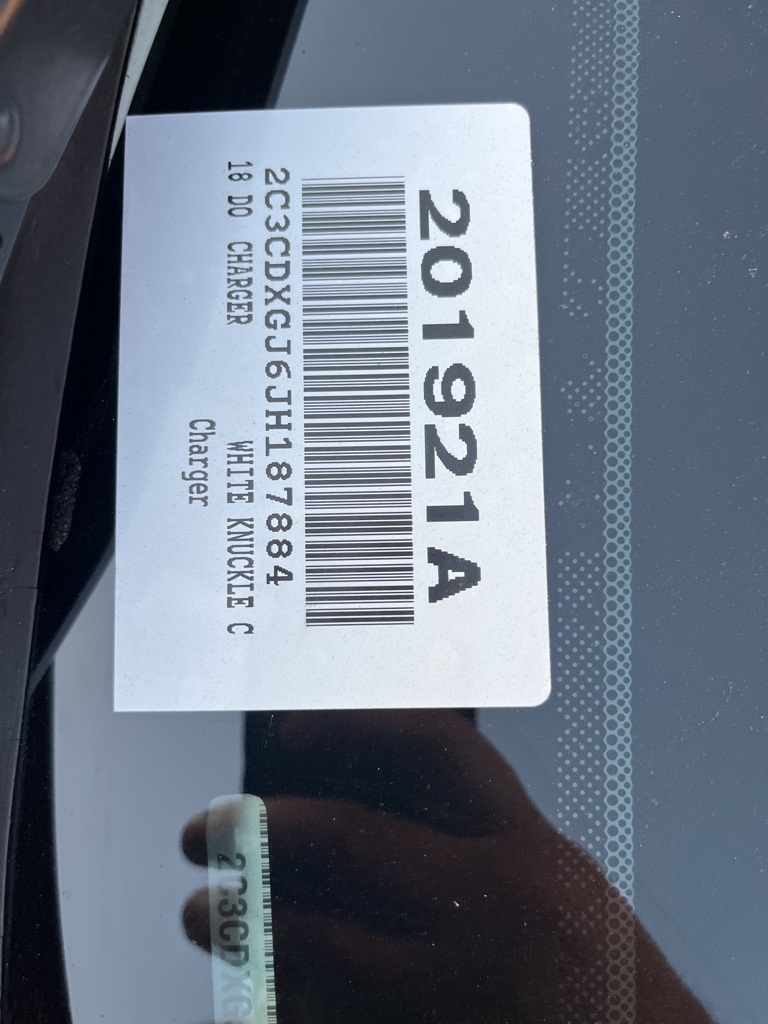 201921A
2C3CDXGJ6JH187884
18 DO CHARGER WHITE KNUCKLE C
Charger
2C3CDXG